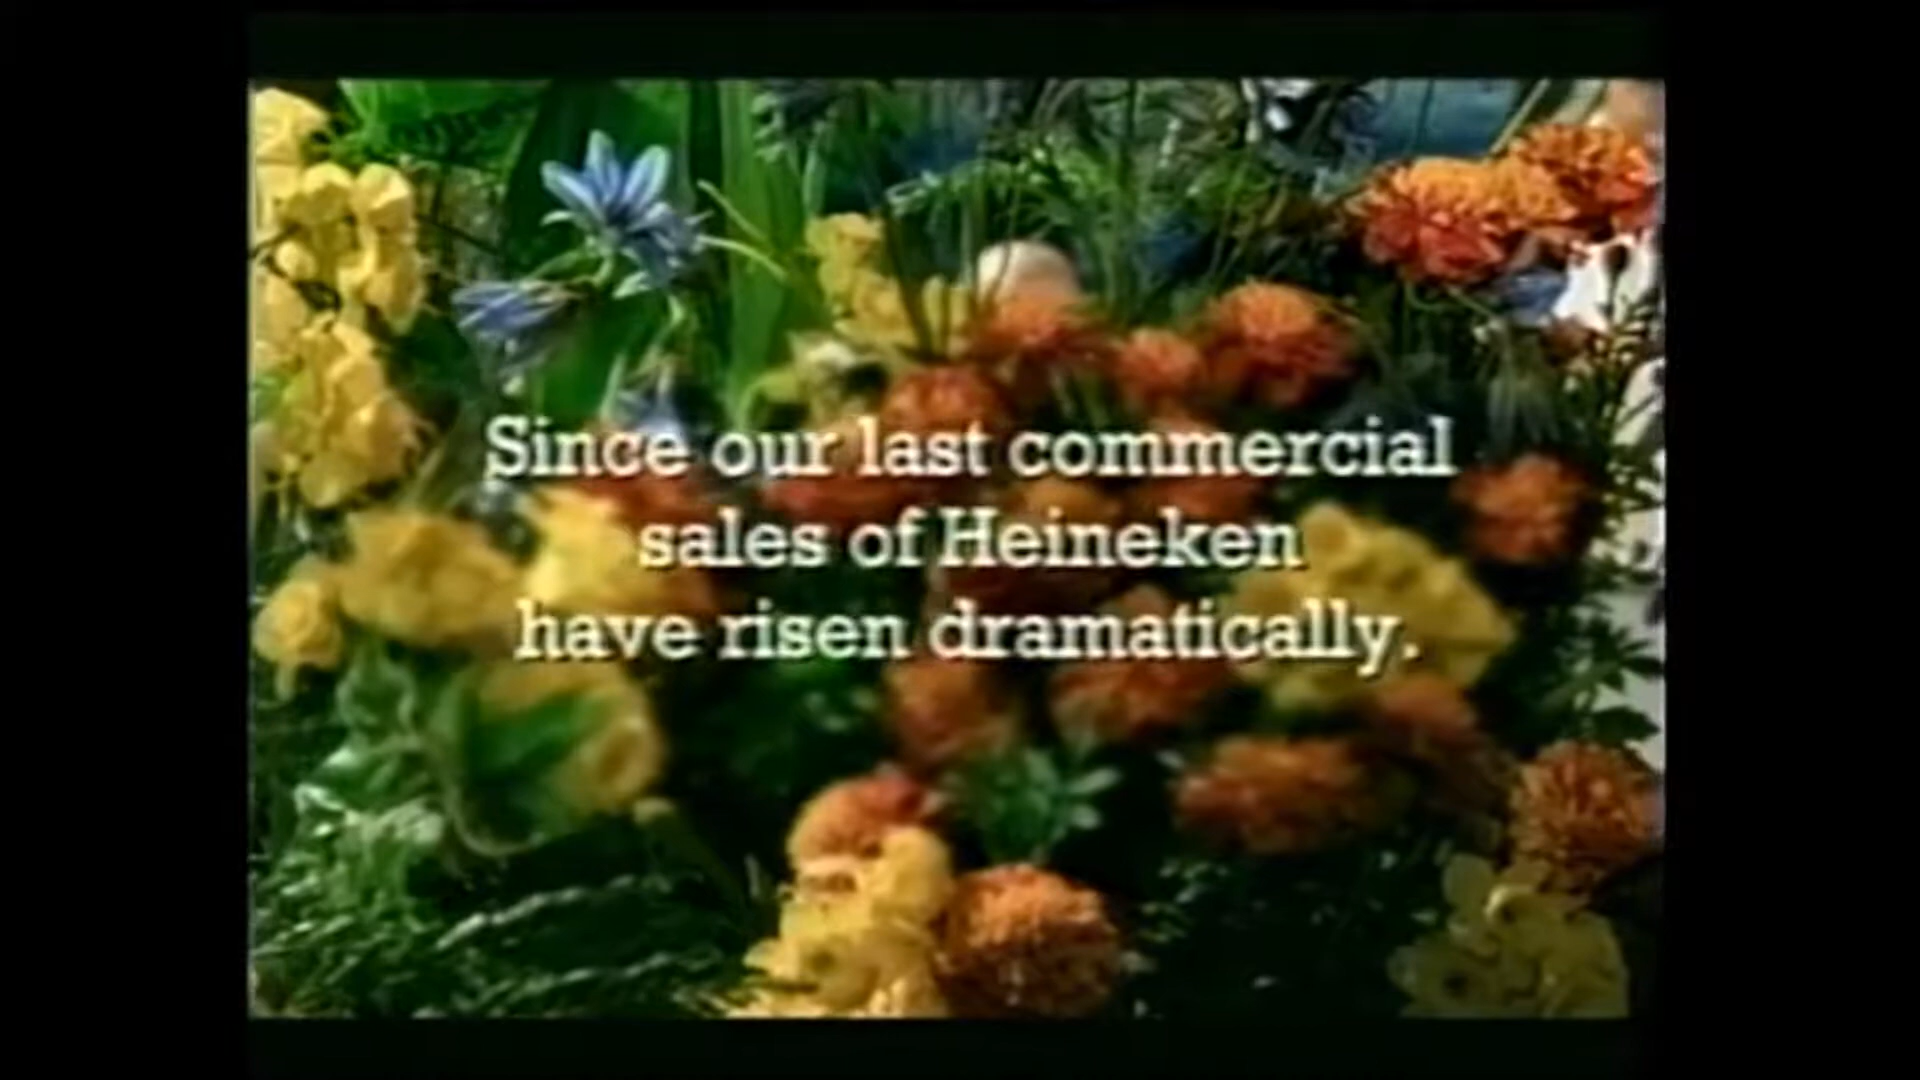 Since our last commercial
sales of Heineken
have risen dramatically.